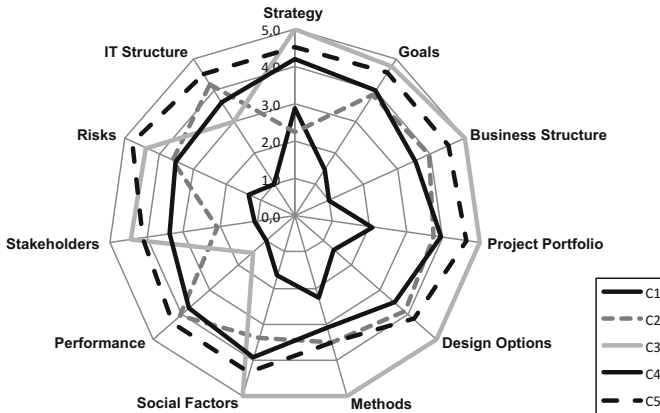 Strategy
IT Structure
Goals
5,0
4,0
3,0
2,0
1,0
0,0
Risks
Business Structure
Stakeholders
Project Portfolio
Performance
Design Options
Social Factors
Methods
C1
C2
C3
C4
C5